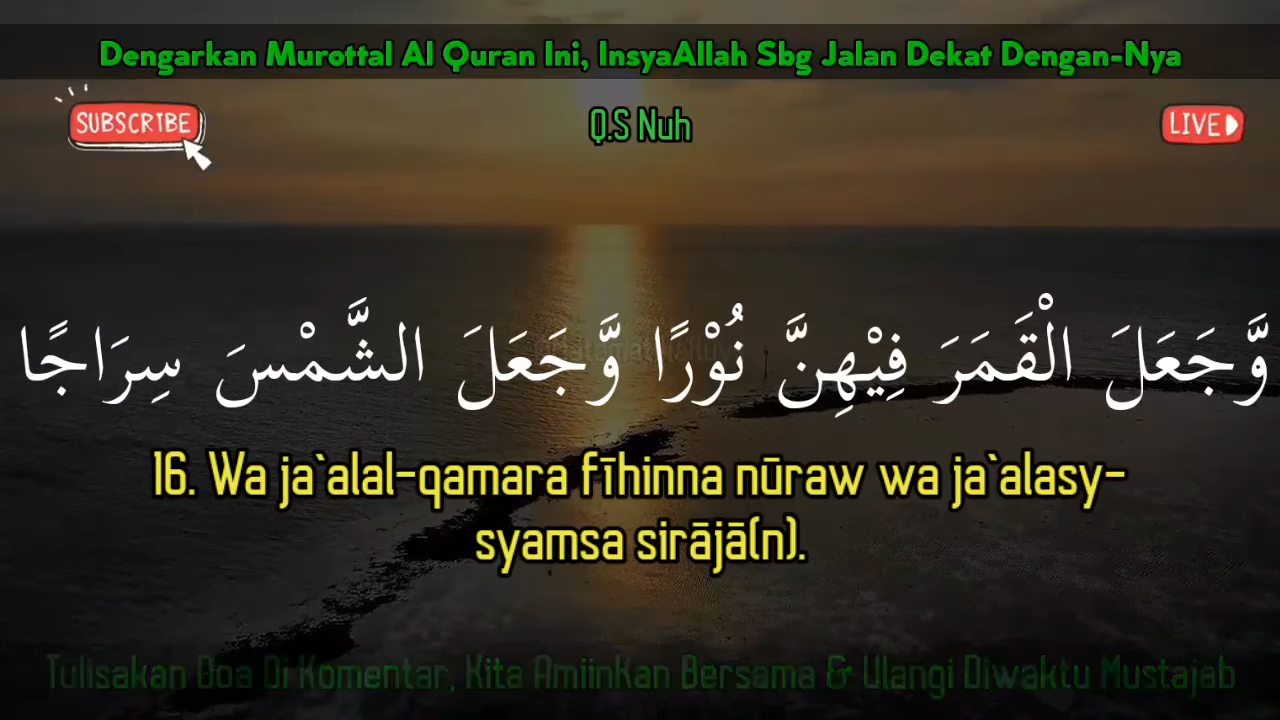 Dengarkan Murottal Al Quran Ini, InsyaAllah Sbg Jalan Dekat Dengan-Nya
SUBSCRIBE
Q.S Nuh
LIVE
وَّجَعَلَ الْقَمَرَ فِيْهِنَّ نُوْرًا وَّجَعَلَ الشَّمْسَ سِرَاجًا
16. Wa ja`alal-qamara fīhinna nūraw wa ja`alasy-
syamsa sirājā(n).
Tulisakan Doa Di Komentar, Kita Amiinkan Bersama & Ulangi Diwaktu Mustajab